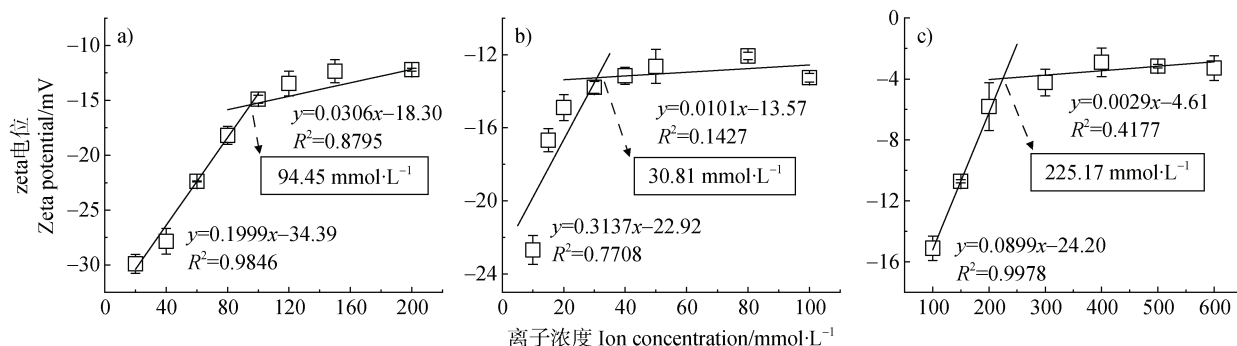 zeta电位
Zeta potential/mV
a)
−10
−15
−20
−25
−30
y=0.0306x−18.30
R²=0.8795
94.45 mmol·L⁻¹
y=0.1999x−34.39
R²=0.9846
0 40 80 120 160 200
b)
−12
−16
−20
−24
y=0.0101x−13.57
R²=0.1427
30.81 mmol·L⁻¹
y=0.3137x−22.92
R²=0.7708
0 20 40 60 80 100
c)
0
−4
−8
−12
−16
y=0.0029x−4.61
R²=0.4177
225.17 mmol·L⁻¹
y=0.0899x−24.20
R²=0.9978
100 200 300 400 500 600
离子浓度 Ion concentration/mmol·L⁻¹